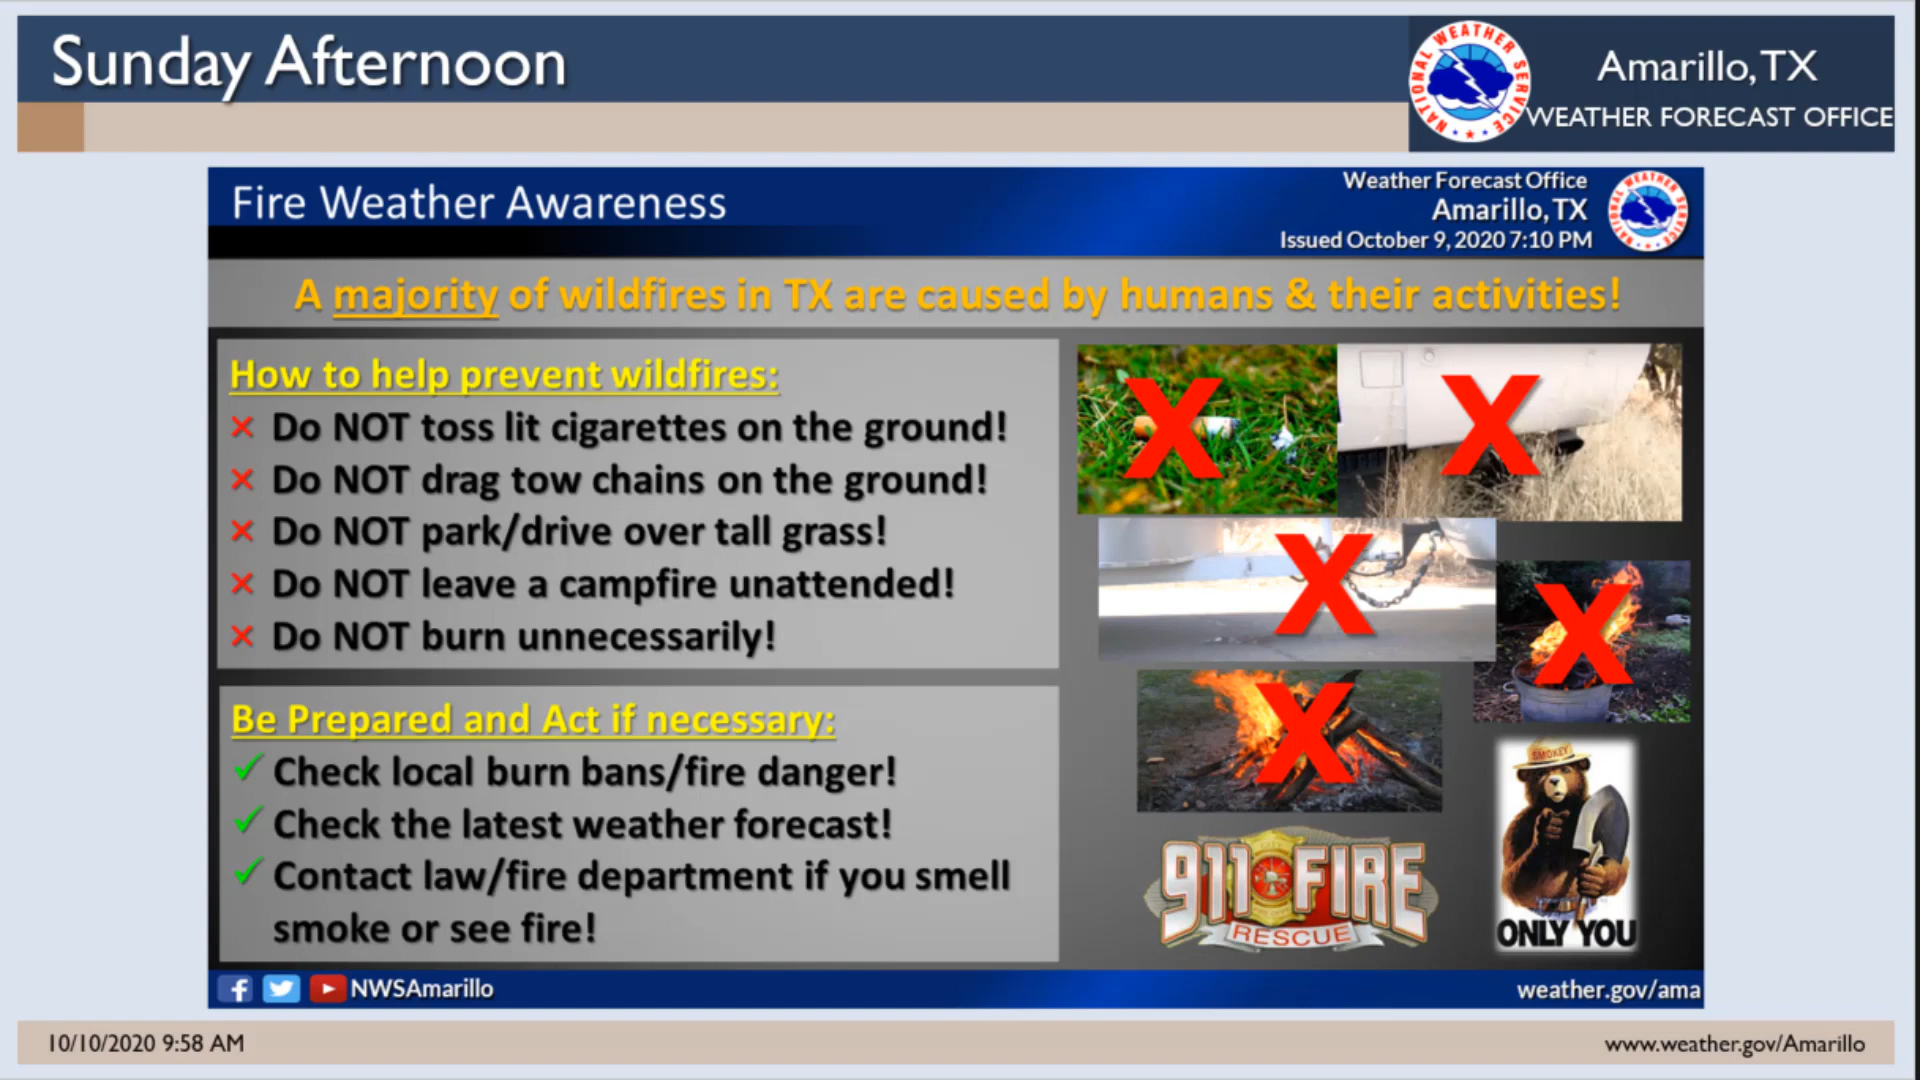 Sunday Afternoon
NATIONAL WEATHER SERVICE
Amarillo, TX
WEATHER FORECAST OFFICE
Fire Weather Awareness
Weather Forecast Office
Amarillo, TX
Issued October 9, 2020 7:10 PM
NATIONAL WEATHER SERVICE
A majority of wildfires in TX are caused by humans & their activities!
How to help prevent wildfires:
× Do NOT toss lit cigarettes on the ground!
× Do NOT drag tow chains on the ground!
× Do NOT park/drive over tall grass!
× Do NOT leave a campfire unattended!
× Do NOT burn unnecessarily!
X
X
X
X
X
Be Prepared and Act if necessary:
✓ Check local burn bans/fire danger!
✓ Check the latest weather forecast!
✓ Contact law/fire department if you smell
smoke or see fire!
911 FIRE
RESCUE
SMOKEY
ONLY YOU
NWSAmarillo
weather.gov/ama
10/10/2020 9:58 AM
www.weather.gov/Amarillo